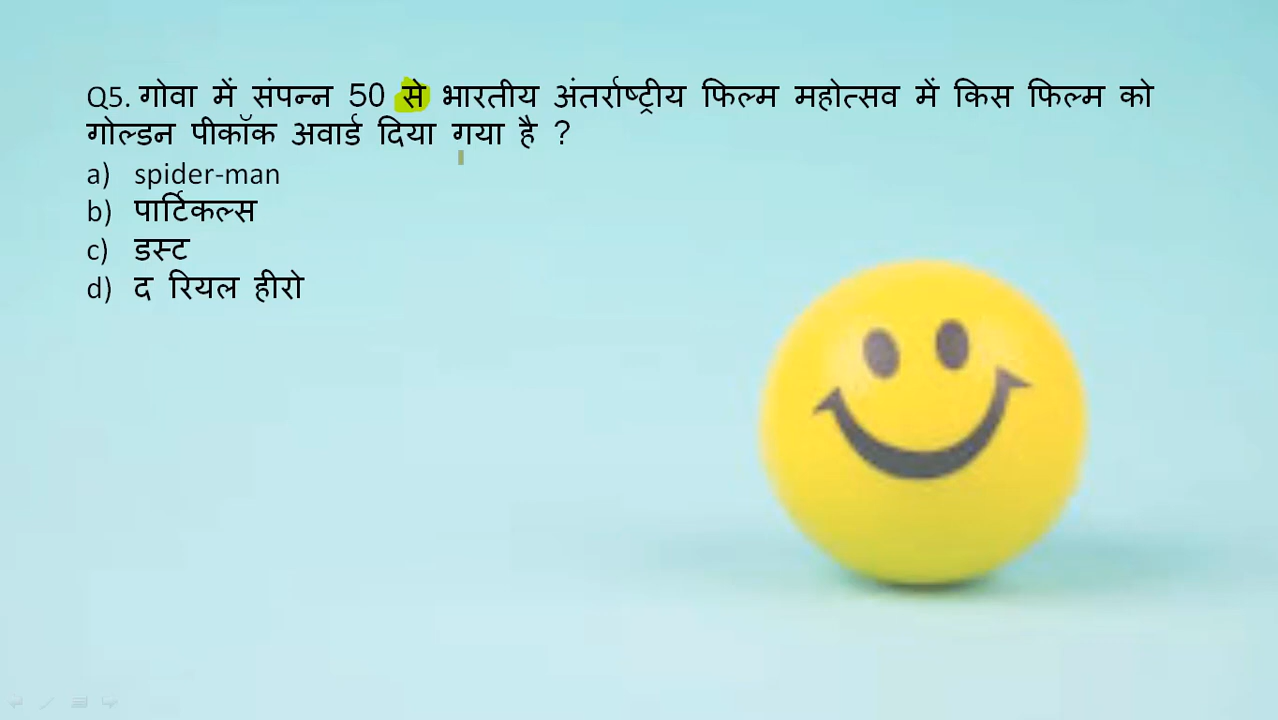 Q5. गोवा में संपन्न 50 से भारतीय अंतर्राष्ट्रीय फिल्म महोत्सव में किस फिल्म को
गोल्डन पीकॉक अवार्ड दिया गया है ?
a) spider-man
b) पार्टिकल्स
c) डस्ट
d) द रियल हीरो